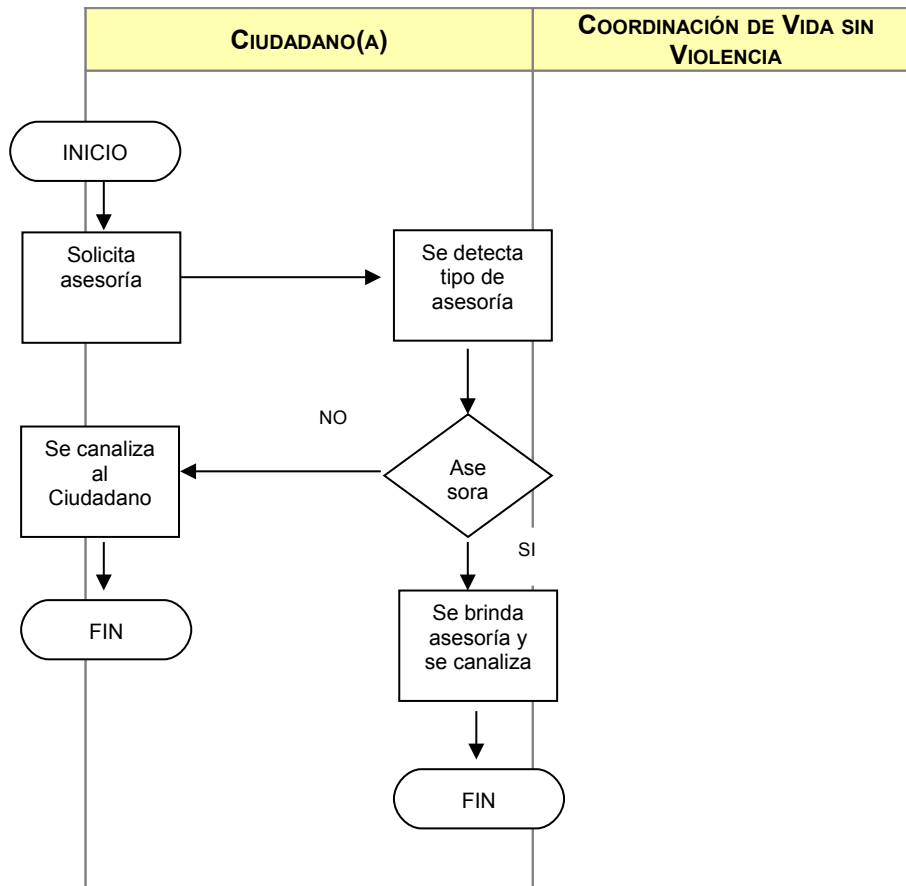 CIUDADANO(A)
COORDINACIÓN DE VIDA SIN
VIOLENCIA
INICIO
Solicita
asesoría
Se detecta
tipo de
asesoría
NO
Se canaliza
al
Ciudadano
Ase
sora
SI
FIN
Se brinda
asesoría y
se canaliza
FIN